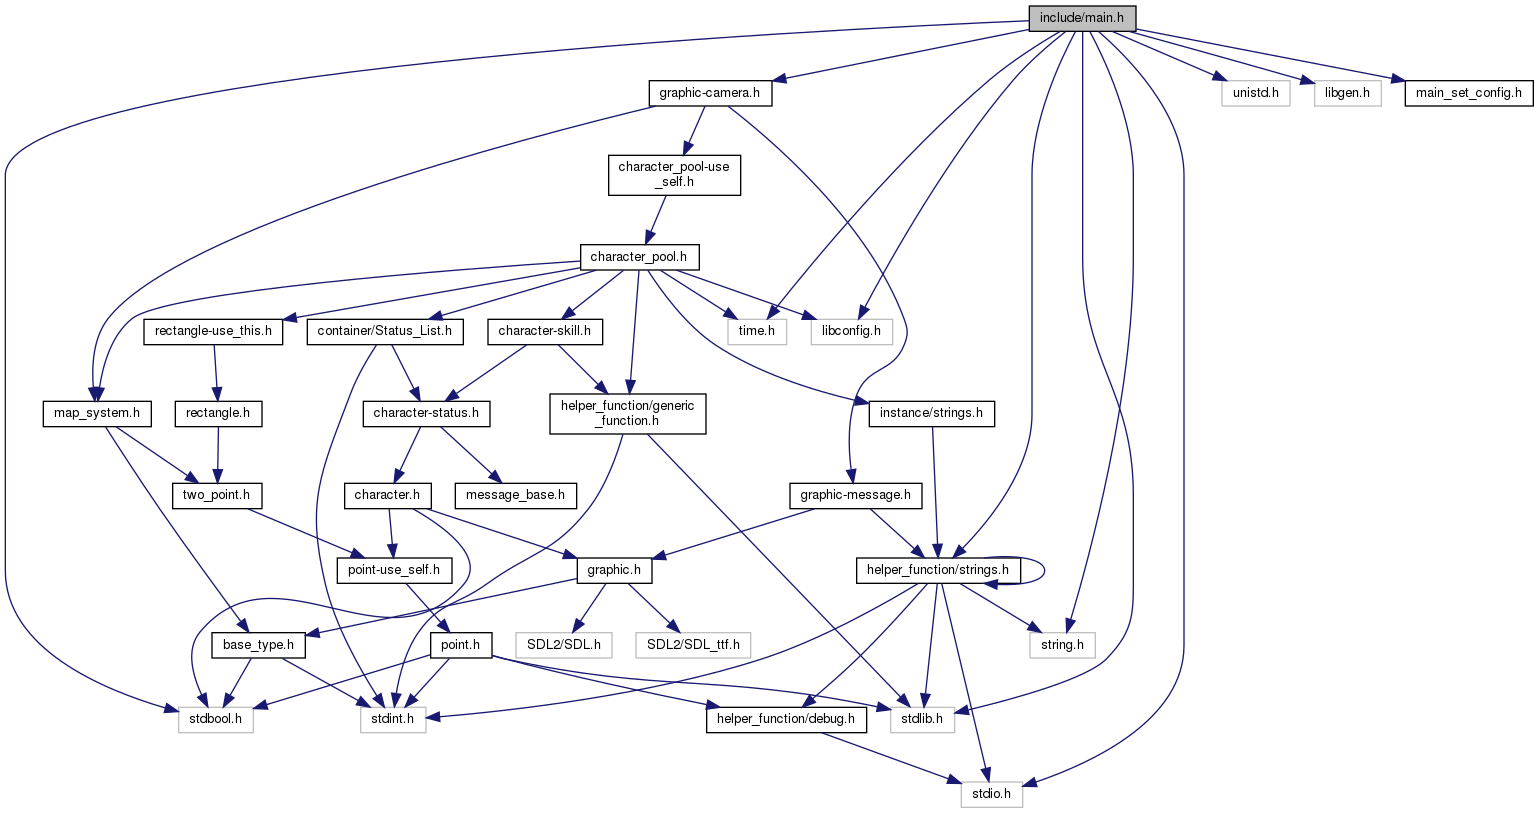 include/main.h
graphic-camera.h
unistd.h
libgen.h
main_set_config.h
character_pool-use
_self.h
character_pool.h
rectangle-use_this.h
container/Status_List.h
character-skill.h
time.h
libconfig.h
map_system.h
rectangle.h
character-status.h
helper_function/generic
_function.h
instance/strings.h
two_point.h
character.h
message_base.h
graphic-message.h
point-use_self.h
graphic.h
helper_function/strings.h
base_type.h
point.h
SDL2/SDL.h
SDL2/SDL_ttf.h
string.h
stdbool.h
stdint.h
helper_function/debug.h
stdlib.h
stdio.h